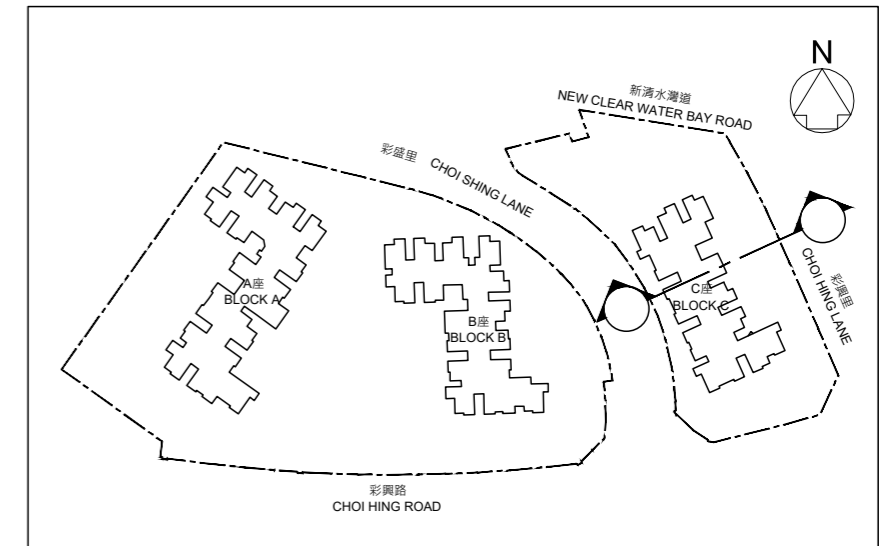 N
新清水灣道
NEW CLEAR WATER BAY ROAD
彩盛里
CHOI SHING LANE
A座
BLOCK A
B座
BLOCK B
C座
BLOCK C
彩興里
CHOI HING LANE
彩興路
CHOI HING ROAD